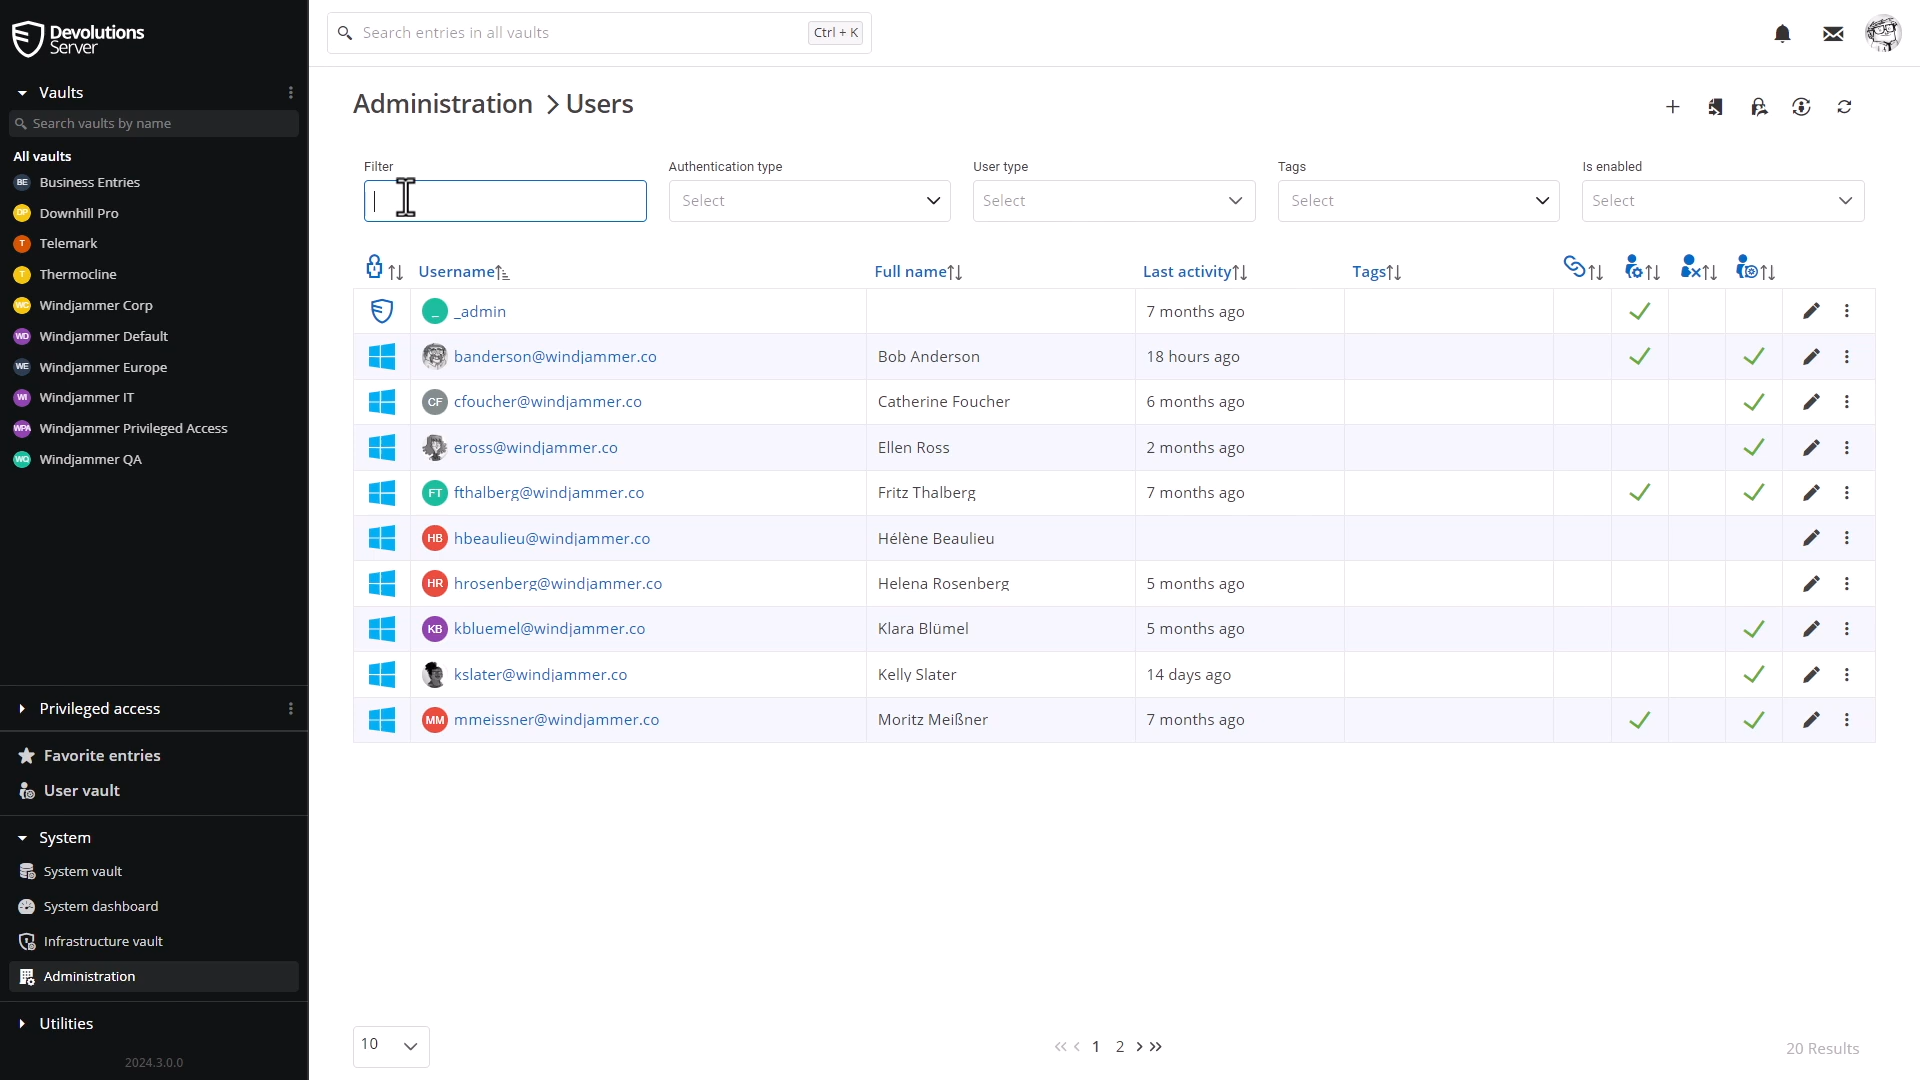 Devolutions
Server
Vaults
Search vaults by name
All vaults
BE Business Entries
DP Downhill Pro
T Telemark
T Thermocline
WC Windjammer Corp
WD Windjammer Default
WE Windjammer Europe
WI Windjammer IT
WPA Windjammer Privileged Access
WQ Windjammer QA
Privileged access
Favorite entries
User vault
System
System vault
System dashboard
Infrastructure vault
Administration
Utilities
2024.3.0.0
Search entries in all vaults Ctrl + K
Administration > Users
Filter Authentication type User type Tags Is enabled
Select Select Select Select
Username Full name Last activity Tags
_ _admin 7 months ago
banderson@windjammer.co Bob Anderson 18 hours ago
CF cfoucher@windjammer.co Catherine Foucher 6 months ago
eross@windjammer.co Ellen Ross 2 months ago
FT fthalberg@windjammer.co Fritz Thalberg 7 months ago
HB hbeaulieu@windjammer.co Hélène Beaulieu
HR hrosenberg@windjammer.co Helena Rosenberg 5 months ago
KB kbluemel@windjammer.co Klara Blümel 5 months ago
kslater@windjammer.co Kelly Slater 14 days ago
MM mmeissner@windjammer.co Moritz Meißner 7 months ago
10 << < 1 2 > >> 20 Results